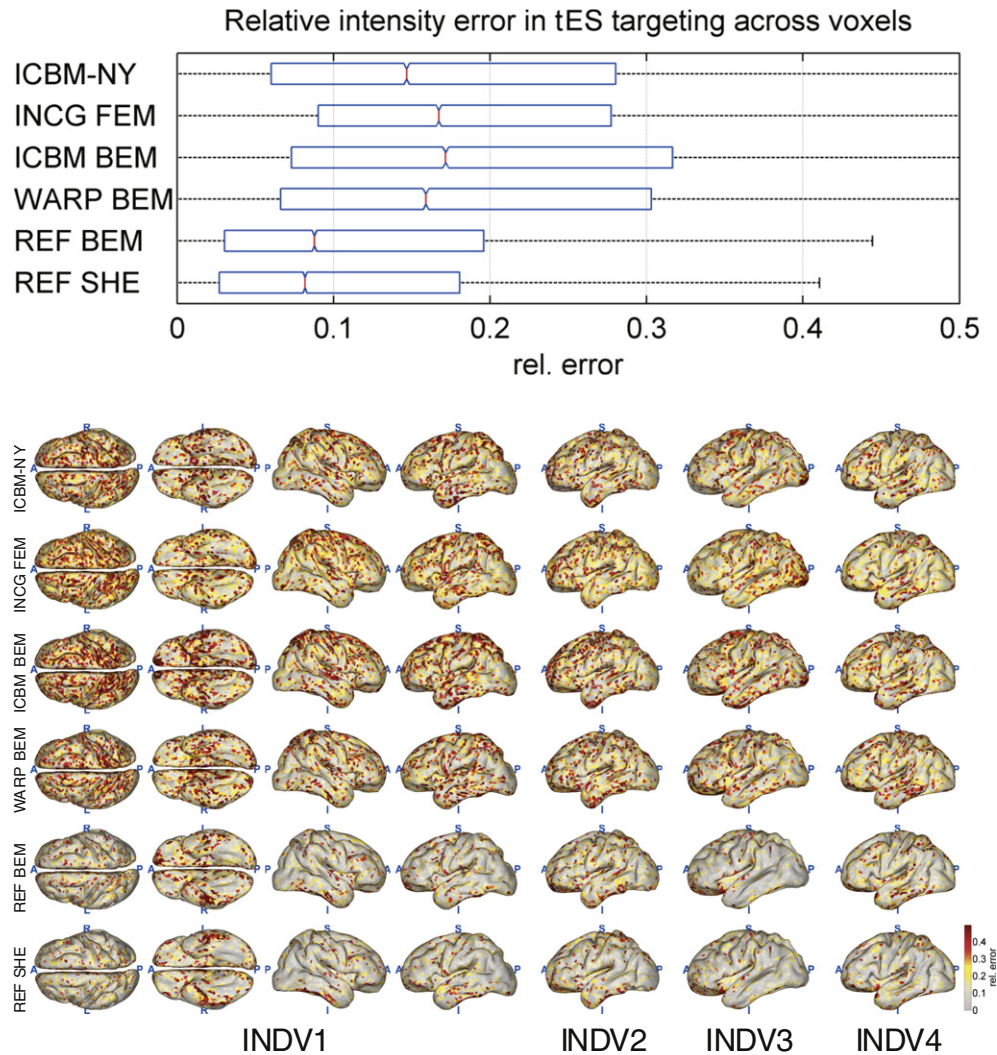 Relative intensity error in tES targeting across voxels
ICBM-NY
INCG FEM
ICBM BEM
WARP BEM
REF BEM
REF SHE
0 0.1 0.2 0.3 0.4 0.5
rel. error
R L S S S S S
ICBM-NY A P A P P A A P A P A P A P
L R I I I I I
R L S S S S S
INCG FEM A P A P P A A P A P A P A P
L R I I I I I
R L S S S S S
ICBM BEM A P A P P A A P A P A P A P
L R I I I I I
R L S S S S S
WARP BEM A P A P P A A P A P A P A P
L R I I I I I
R L S S S S S
REF BEM A P A P P A A P A P A P A P
L R I I I I I
R L S S S S S
REF SHE A P A P P A A P A P A P A P
L R I I I I I
0.4
0.3
0.2
0.1
0
rel. error
INDV1 INDV2 INDV3 INDV4